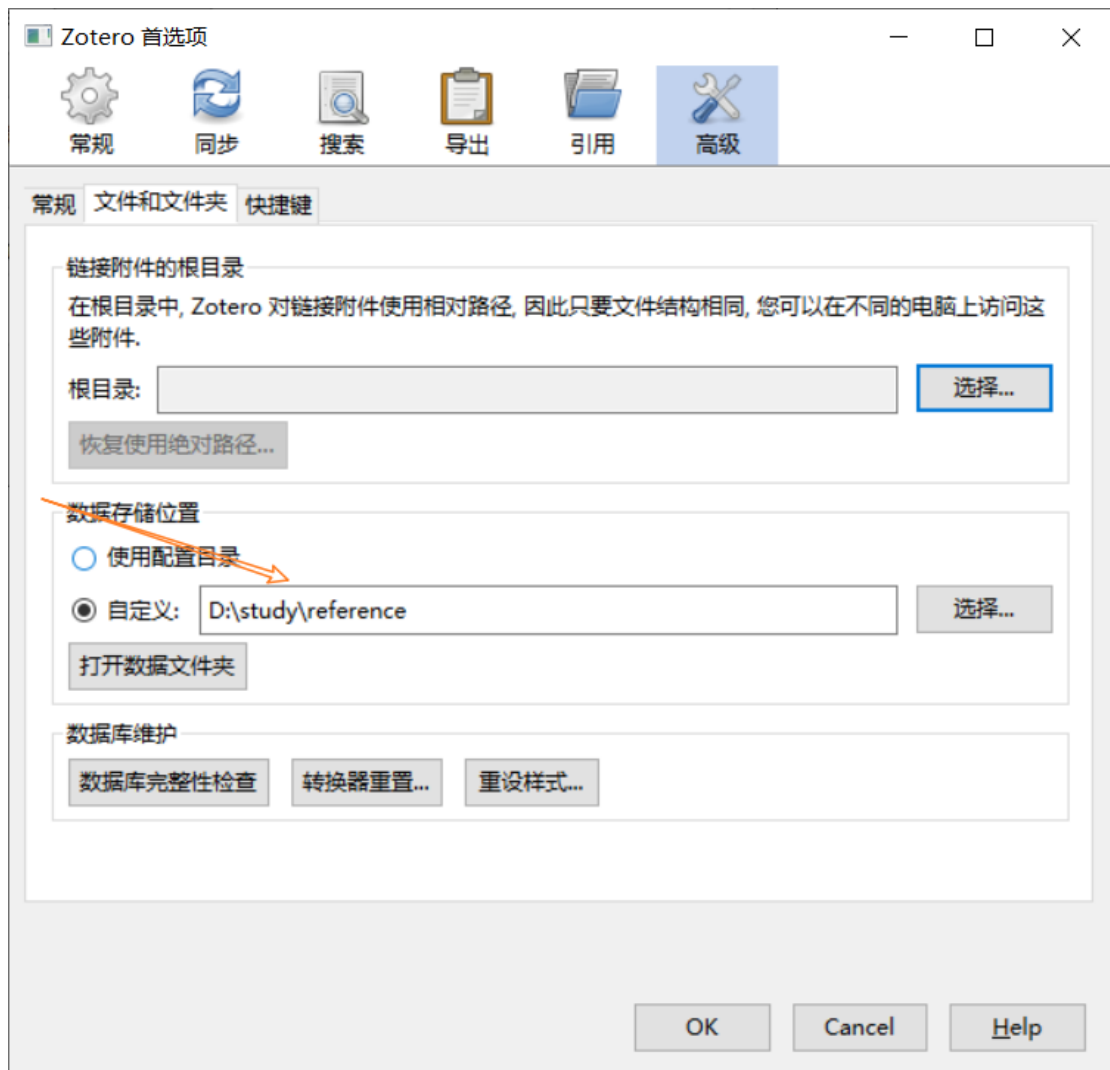 Zotero 首选项
常规 同步 搜索 导出 引用 高级
常规 文件和文件夹 快捷键
链接附件的根目录
在根目录中, Zotero 对链接附件使用相对路径, 因此只要文件结构相同, 您可以在不同的电脑上访问这
些附件.
根目录: 选择...
恢复使用绝对路径...
数据存储位置
使用配置目录
自定义: D:\study\reference 选择...
打开数据文件夹
数据库维护
数据库完整性检查 转换器重置... 重设样式...
OK Cancel Help